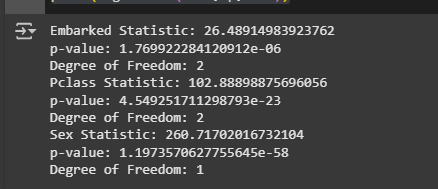 Embarked Statistic: 26.48914983923762
p-value: 1.769922284120912e-06
Degree of Freedom: 2
Pclass Statistic: 102.88898875696056
p-value: 4.549251711298793e-23
Degree of Freedom: 2
Sex Statistic: 260.71702016732104
p-value: 1.1973570627755645e-58
Degree of Freedom: 1